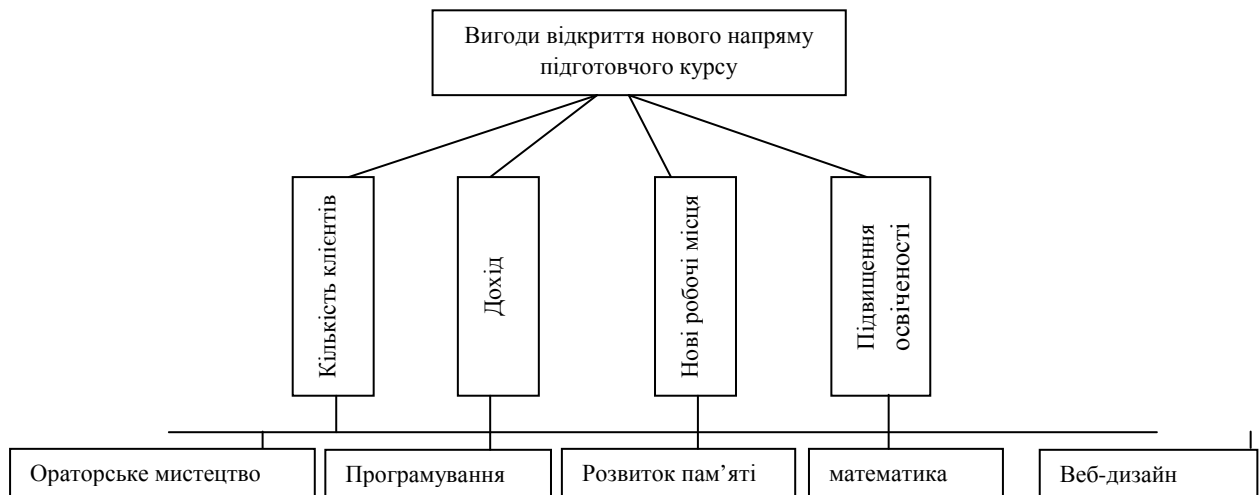 Вигоди відкриття нового напряму
підготовчого курсу
Кількість клієнтів
Дохід
Нові робочі місця
Підвищення
освіченості
Ораторське мистецтво
Програмування
Розвиток пам’яті
математика
Веб-дизайн